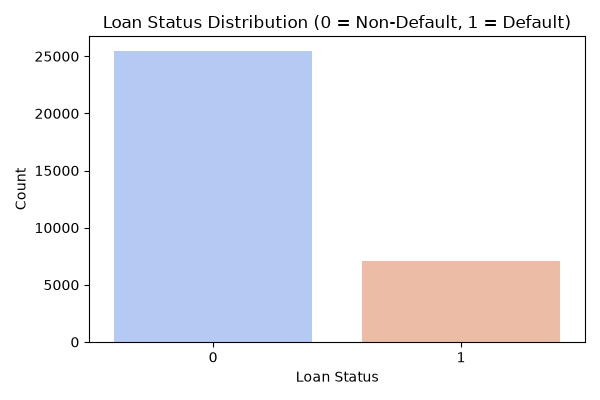 Loan Status Distribution (0 = Non-Default, 1 = Default)
25000
20000
15000
10000
5000
0
Count
0 1
Loan Status